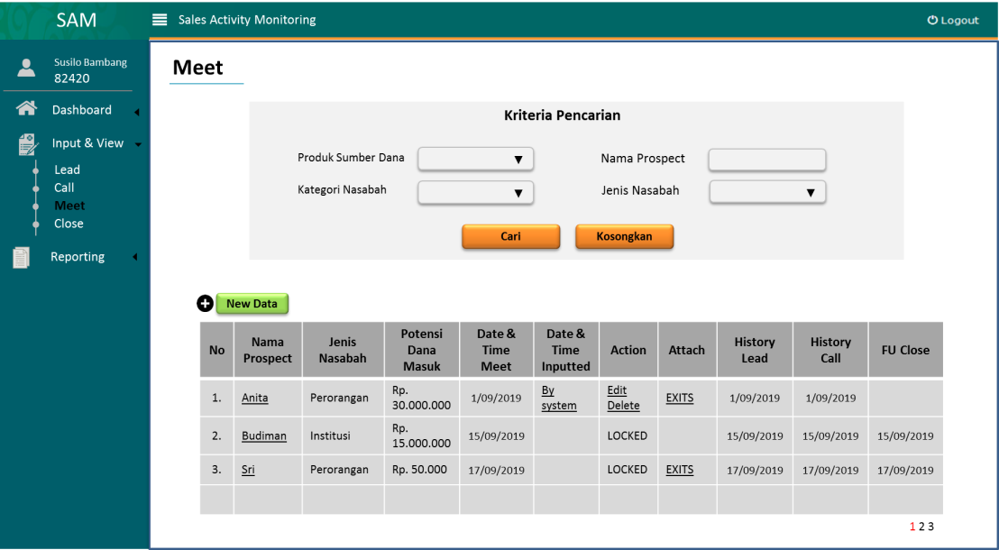 SAM
Sales Activity Monitoring
Logout
Susilo Bambang
82420
Dashboard
Input & View
Lead
Call
Meet
Close
Reporting
Meet
Kriteria Pencarian
Produk Sumber Dana
Nama Prospect
Kategori Nasabah
Jenis Nasabah
Cari
Kosongkan
New Data
No
Nama
Prospect
Jenis
Nasabah
Potensi
Dana
Masuk
Date &
Time
Meet
Date &
Time
Inputted
Action
Attach
History
Lead
History
Call
FU Close
1.
Anita
Perorangan
Rp.
30.000.000
1/09/2019
By
system
Edit
Delete
EXITS
1/09/2019
1/09/2019
2.
Budiman
Institusi
Rp.
15.000.000
15/09/2019
LOCKED
15/09/2019
15/09/2019
15/09/2019
3.
Sri
Perorangan
Rp. 50.000
17/09/2019
LOCKED
EXITS
17/09/2019
17/09/2019
17/09/2019
1 2 3